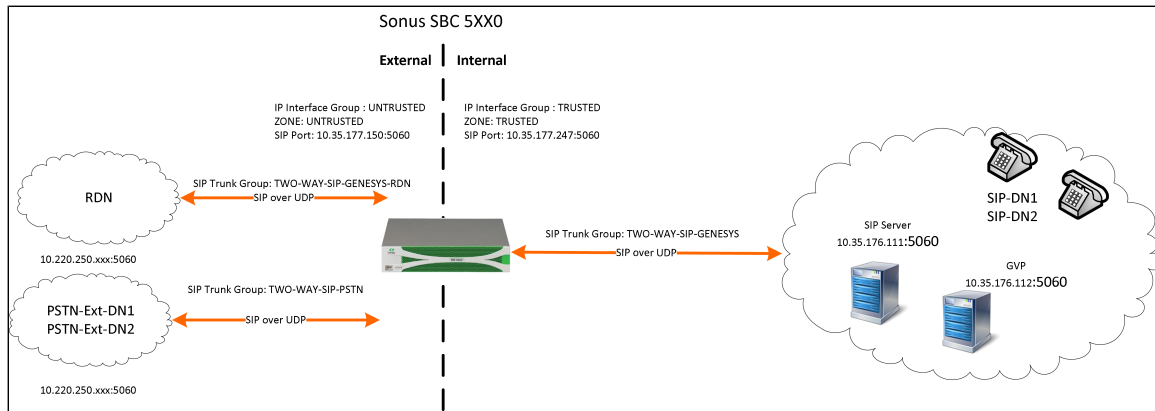 Sonus SBC 5XX0
External
Internal
IP Interface Group : UNTRUSTED
ZONE: UNTRUSTED
SIP Port: 10.35.177.150:5060
IP Interface Group : TRUSTED
ZONE: TRUSTED
SIP Port: 10.35.177.247:5060
RDN
SIP Trunk Group: TWO-WAY-SIP-GENESYS-RDN
SIP over UDP
10.220.250.xxx:5060
SIP Trunk Group: TWO-WAY-SIP-GENESYS
SIP over UDP
SIP-DN1
SIP-DN2
SIP Server
10.35.176.111:5060
GVP
10.35.176.112:5060
PSTN-Ext-DN1
PSTN-Ext-DN2
SIP Trunk Group: TWO-WAY-SIP-PSTN
SIP over UDP
10.220.250.xxx:5060